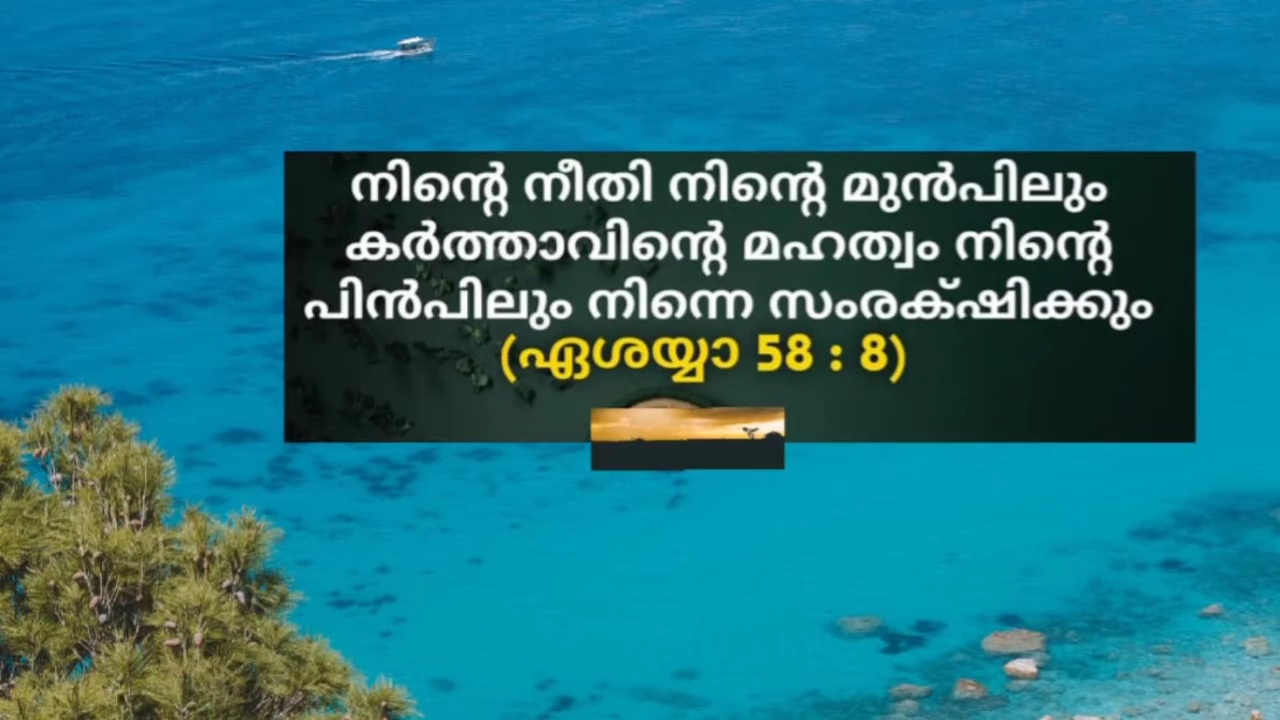 നിന്റെ നീതി നിന്റെ മുൻപിലും
കർത്താവിന്റെ മഹത്വം നിന്റെ
പിൻപിലും നിന്നെ സംരക്‌ഷിക്കും
(ഏശയ്യാ 58 : 8)